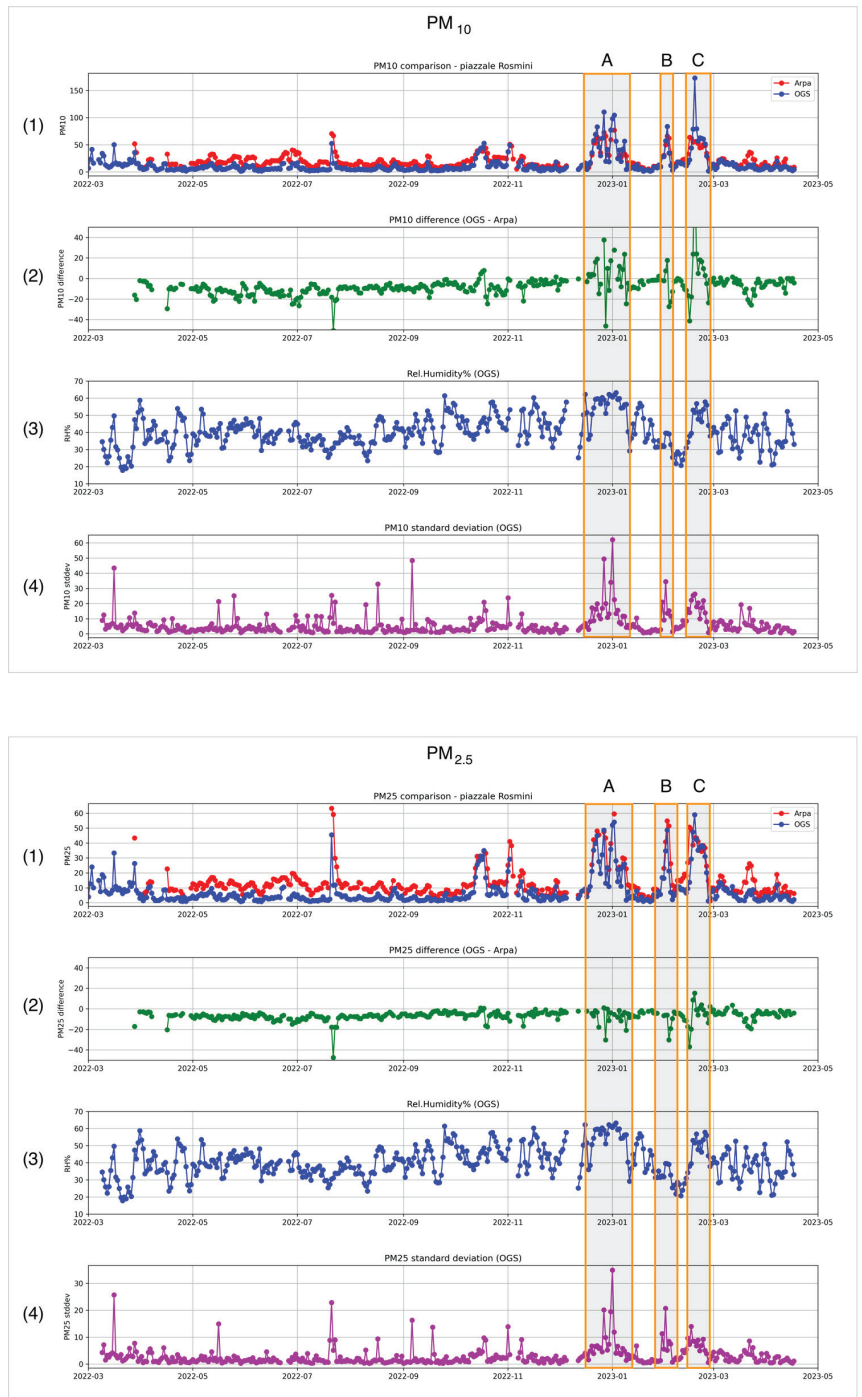 PM10
A B C
PM10 comparison - piazzale Rosmini
(1)
PM10
150
100
50
0
Arpa
OGS
2022-03 2022-05 2022-07 2022-09 2022-11 2023-01 2023-03 2023-05
PM10 difference (OGS - Arpa)
(2)
PM10 difference
40
20
0
−20
−40
2022-03 2022-05 2022-07 2022-09 2022-11 2023-01 2023-03 2023-05
Rel.Humidity% (OGS)
(3)
RH%
70
60
50
40
30
20
10
2022-03 2022-05 2022-07 2022-09 2022-11 2023-01 2023-03 2023-05
PM10 standard deviation (OGS)
(4)
PM10 stddev
60
50
40
30
20
10
0
2022-03 2022-05 2022-07 2022-09 2022-11 2023-01 2023-03 2023-05
PM2.5
A B C
PM25 comparison - piazzale Rosmini
(1)
PM25
60
50
40
30
20
10
0
Arpa
OGS
2022-03 2022-05 2022-07 2022-09 2022-11 2023-01 2023-03 2023-05
PM25 difference (OGS - Arpa)
(2)
PM25 difference
40
20
0
−20
−40
2022-03 2022-05 2022-07 2022-09 2022-11 2023-01 2023-03 2023-05
Rel.Humidity% (OGS)
(3)
RH%
70
60
50
40
30
20
10
2022-03 2022-05 2022-07 2022-09 2022-11 2023-01 2023-03 2023-05
PM25 standard deviation (OGS)
(4)
PM25 stddev
30
20
10
0
2022-03 2022-05 2022-07 2022-09 2022-11 2023-01 2023-03 2023-05